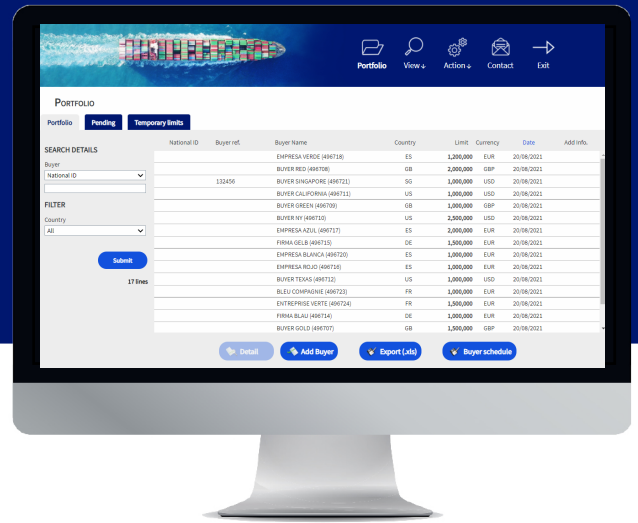 Portfolio View Action Contact Exit
PORTFOLIO
Portfolio Pending Temporary limits
National ID Buyer ref. Buyer Name Country Limit Currency Date Add Info.
SEARCH DETAILS
Buyer
National ID
FILTER
Country
All
Submit
17 lines
EMPRESA VERDE (496718) ES 1,200,000 EUR 20/08/2021
BUYER RED (496708) GB 2,000,000 GBP 20/08/2021
132456 BUYER SINGAPORE (496721) SG 1,000,000 USD 20/08/2021
BUYER CALIFORNIA (496711) US 1,000,000 USD 20/08/2021
BUYER GREEN (496709) GB 1,000,000 GBP 20/08/2021
BUYER NY (496710) US 2,500,000 USD 20/08/2021
EMPRESA AZUL (496717) ES 2,000,000 EUR 20/08/2021
FIRMA GELB (496715) DE 1,500,000 EUR 20/08/2021
EMPRESA BLANCA (496720) ES 1,000,000 EUR 20/08/2021
EMPRESA ROJO (496716) ES 1,000,000 EUR 20/08/2021
BUYER TEXAS (496712) US 1,000,000 USD 20/08/2021
BLEU COMPAGNIE (496723) FR 1,000,000 EUR 20/08/2021
ENTREPRISE VERTE (496724) FR 1,500,000 EUR 20/08/2021
FIRMA BLAU (496714) DE 1,000,000 EUR 20/08/2021
BUYER GOLD (496707) GB 1,500,000 GBP 20/08/2021
Detail Add Buyer Export (.xls) Buyer schedule